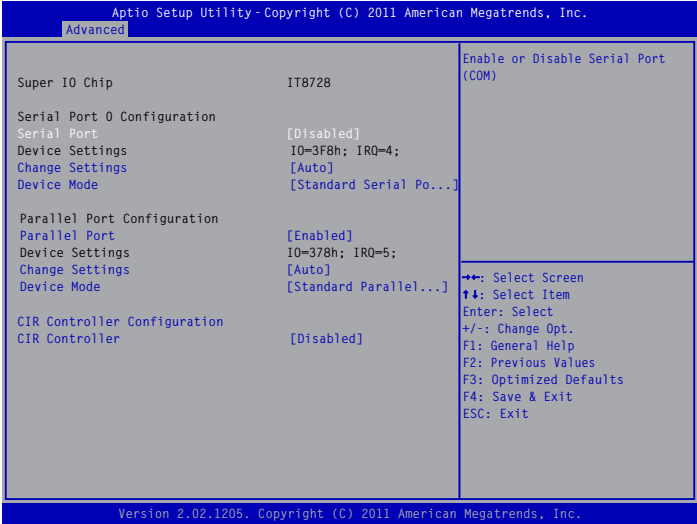 Aptio Setup Utility - Copyright (C) 2011 American Megatrends, Inc.
Advanced
Super IO Chip IT8728
Serial Port 0 Configuration
Serial Port [Disabled]
Device Settings IO=3F8h; IRQ=4;
Change Settings [Auto]
Device Mode [Standard Serial Po...]
Parallel Port Configuration
Parallel Port [Enabled]
Device Settings IO=378h; IRQ=5;
Change Settings [Auto]
Device Mode [Standard Parallel...]
CIR Controller Configuration
CIR Controller [Disabled]
Enable or Disable Serial Port
(COM)
→←: Select Screen
↑↓: Select Item
Enter: Select
+/-: Change Opt.
F1: General Help
F2: Previous Values
F3: Optimized Defaults
F4: Save & Exit
ESC: Exit
Version 2.02.1205. Copyright (C) 2011 American Megatrends, Inc.